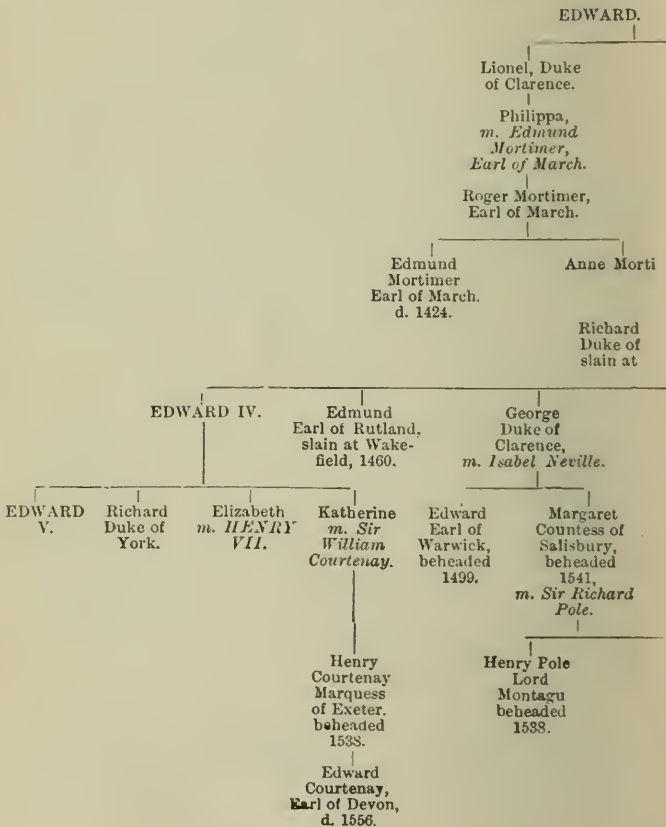 EDWARD.
Lionel, Duke
of Clarence.
Philippa,
m. Edmund
Mortimer,
Earl of March.
Roger Mortimer,
Earl of March.
Edmund
Mortimer
Earl of March.
d. 1424.
Anne Morti
Richard
Duke of
slain at
EDWARD IV.
Edmund
Earl of Rutland,
slain at Wake-
field, 1460.
George
Duke of
Clarence,
m. Isabel Neville.
EDWARD
V.
Richard
Duke of
York.
Elizabeth
m. HENRY
VII.
Katherine
m. Sir
William
Courtenay.
Edward
Earl of
Warwick,
beheaded
1499.
Margaret
Countess of
Salisbury,
beheaded
1541,
m. Sir Richard
Pole.
Henry
Courtenay
Marquess
of Exeter.
beheaded
1538.
Henry Pole
Lord
Montagu
beheaded
1538.
Edward
Courtenay,
Earl of Devon,
d. 1556.